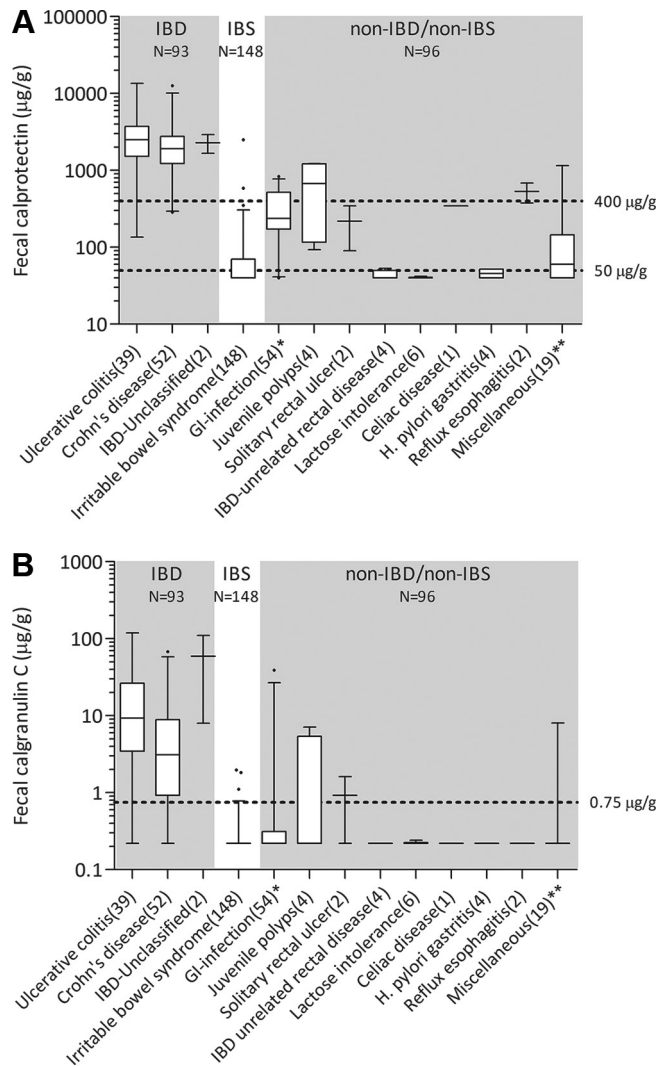 A
Fecal calprotectin (µg/g)
100000
10000
1000
100
10
IBD
N=93
IBS
N=148
non-IBD/non-IBS
N=96
400 µg/g
50 µg/g
Ulcerative colitis(39)
Crohn's disease(52)
IBD-Unclassified(2)
Irritable bowel syndrome(148)
GI-infection(54)*
Juvenile polyps(4)
Solitary rectal ulcer(2)
IBD-unrelated rectal disease(4)
Lactose intolerance(6)
Celiac disease(1)
H. pylori gastritis(4)
Reflux esophagitis(2)
Miscellaneous(19)**
B
Fecal calgranulin C (µg/g)
1000
100
10
1
0.1
IBD
N=93
IBS
N=148
non-IBD/non-IBS
N=96
0.75 µg/g
Ulcerative colitis(39)
Crohn's disease(52)
IBD-Unclassified(2)
Irritable bowel syndrome(148)
GI-infection(54)*
Juvenile polyps(4)
Solitary rectal ulcer(2)
IBD unrelated rectal disease(4)
Lactose intolerance(6)
Celiac disease(1)
H. pylori gastritis(4)
Reflux esophagitis(2)
Miscellaneous(19)**